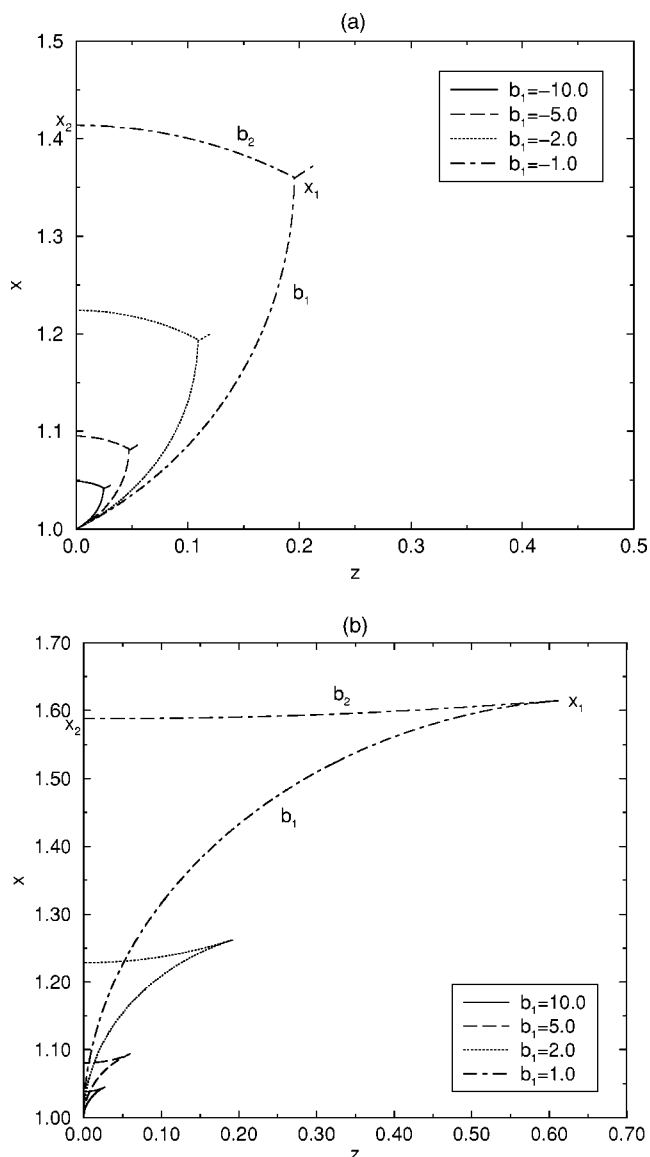 (a)
1.5
1.4
1.3
1.2
1.1
1.0
x
x₂
b₂
x₁
b₁
b₁=−10.0
b₁=−5.0
b₁=−2.0
b₁=−1.0
0.0 0.1 0.2 0.3 0.4 0.5
z
(b)
1.70
1.60
1.50
1.40
1.30
1.20
1.10
1.00
x
x₂
b₂
x₁
b₁
b₁=10.0
b₁=5.0
b₁=2.0
b₁=1.0
0.00 0.10 0.20 0.30 0.40 0.50 0.60 0.70
z